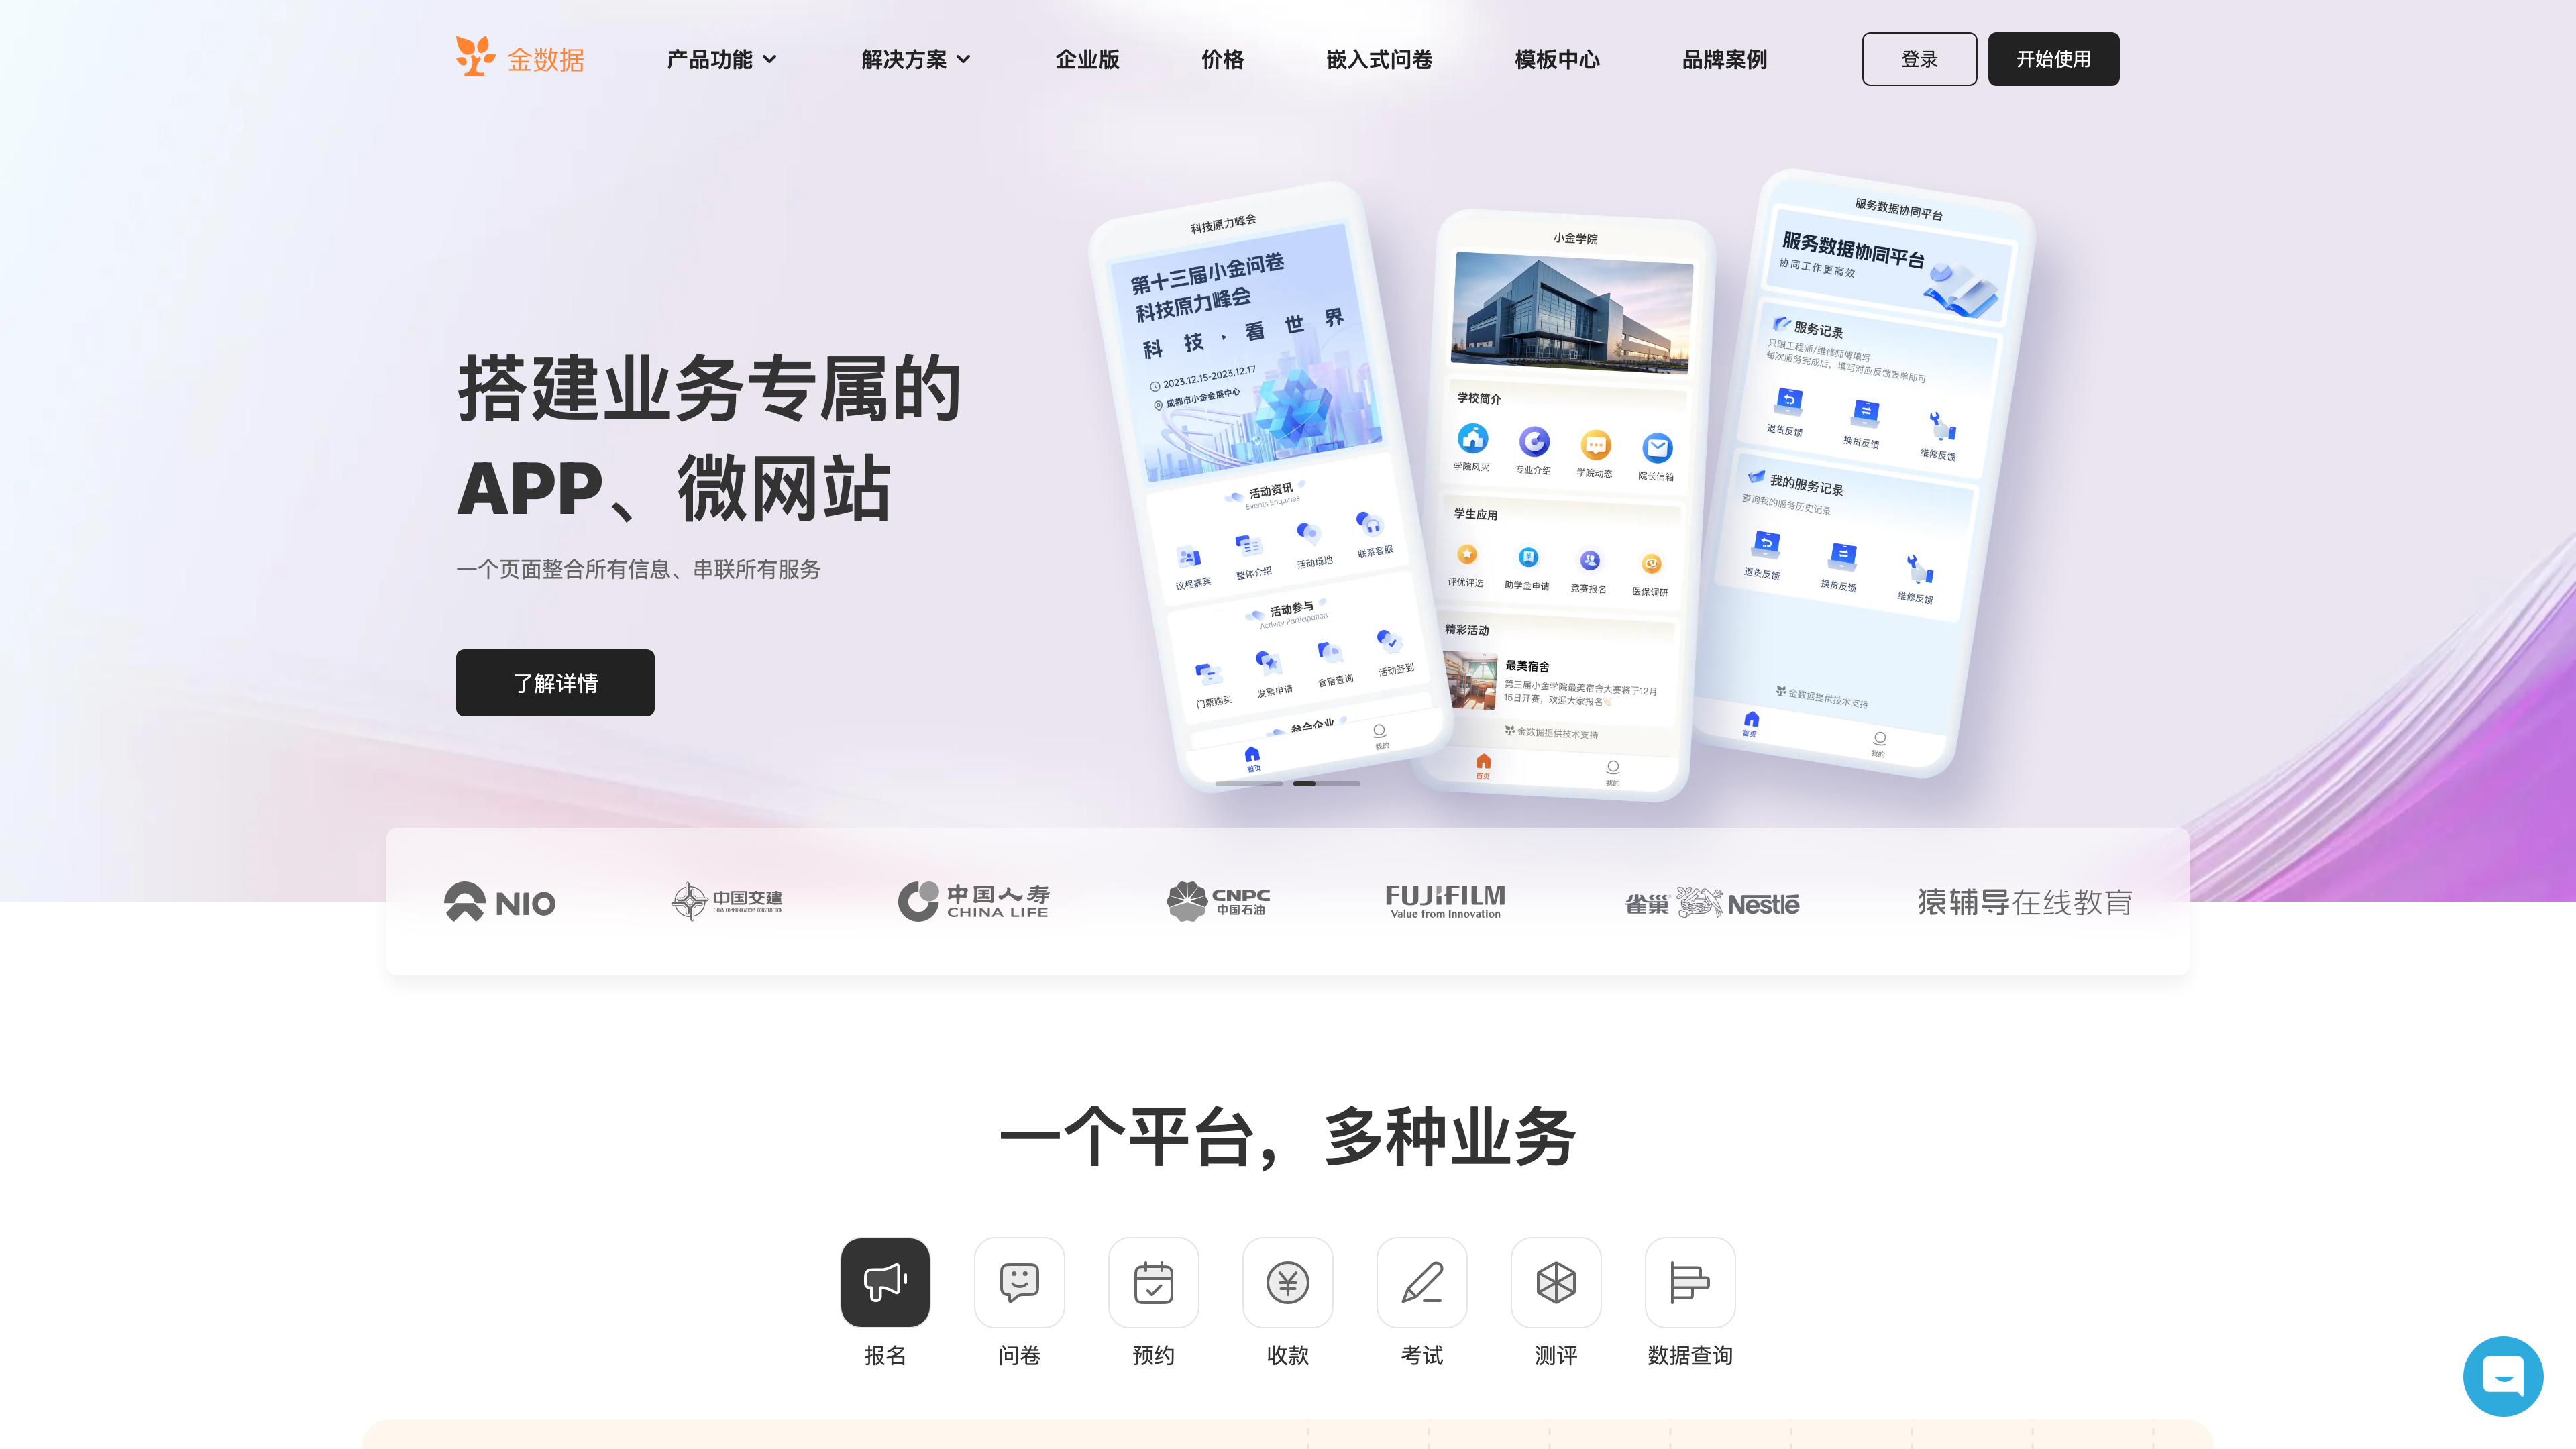 金数据
产品功能
解决方案
企业版
价格
嵌入式问卷
模板中心
品牌案例
登录
开始使用
搭建业务专属的
APP、微网站
一个页面整合所有信息、串联所有服务
了解详情
科技原力峰会
第十三届小金问卷
科技原力峰会
科 技 · 看 世 界
2023.12.15-2023.12.17
成都市小金会展中心
活动资讯
Events Enquiries
议程嘉宾
整体介绍
活动场地
联系客服
活动参与
Activity Participation
门票购买
发票申请
食宿查询
活动签到
参会企业
首页
我的
小金学院
学校简介
学院风采
专业介绍
学院动态
院长信箱
学生应用
评优评选
助学金申请
竞赛报名
医保调研
精彩活动
最美宿舍
第三届小金学院最美宿舍大赛将于12月
15日开赛，欢迎大家报名👏🏻
金数据提供技术支持
首页
我的
服务数据协同平台
服务数据协同平台
协同工作更高效
服务记录
只限工程师/维修师傅填写
每次服务完成后，填写对应反馈表单即可
退货反馈
换货反馈
维修反馈
我的服务记录
查询我的服务历史记录
退货反馈
换货反馈
维修反馈
金数据提供技术支持
首页
我的
NIO
中国交建
CHINA COMMUNICATIONS CONSTRUCTION
中国人寿
CHINA LIFE
CNPC
中国石油
FUJIFILM
Value from Innovation
雀巢 Nestlé
猿辅导在线教育
一个平台，多种业务
报名
问卷
预约
收款
考试
测评
数据查询